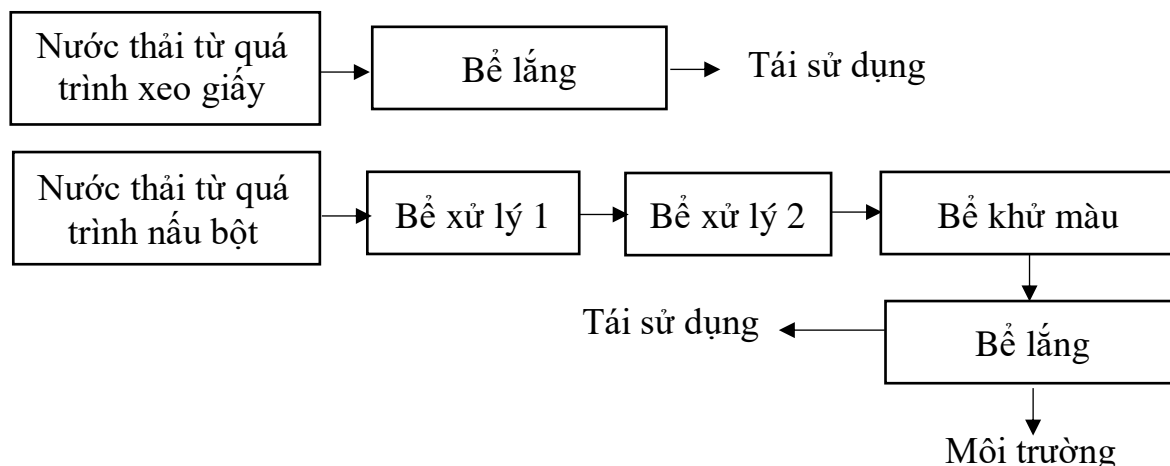 Nước thải từ quá
trình xeo giấy
Bể lắng
Tái sử dụng
Nước thải từ quá
trình nấu bột
Bể xử lý 1
Bể xử lý 2
Bể khử màu
Tái sử dụng
Bể lắng
Môi trường